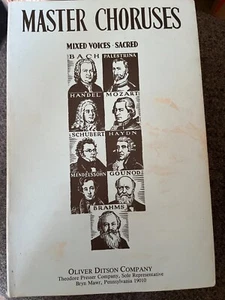 MASTER CHORUSES
MIXED VOICES - SACRED
BACH PALESTRINA
HANDEL MOZART
SCHUBERT HAYDN
MENDELSSOHN GOUNOD
BRAHMS
OLIVER DITSON COMPANY
Theodore Presser Company, Sole Representative
Bryn Mawr, Pennsylvania 19010